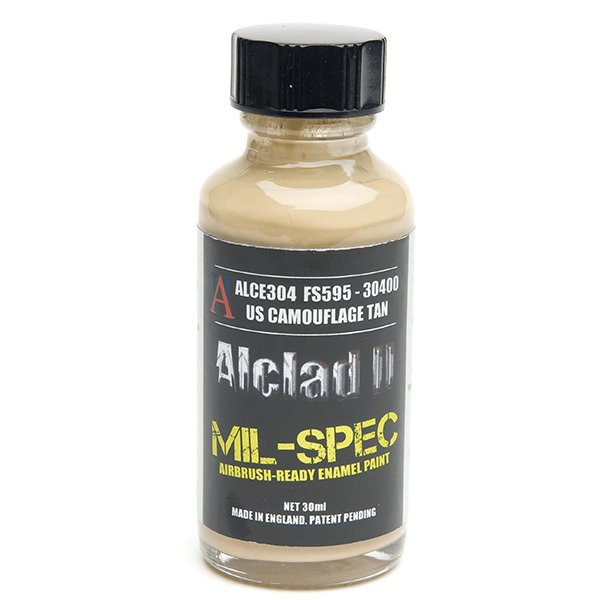 A ALCE304 FS595 - 30400
US CAMOUFLAGE TAN
Alclad II
MIL-SPEC
AIRBRUSH-READY ENAMEL PAINT
NET 30ml
MADE IN ENGLAND. PATENT PENDING